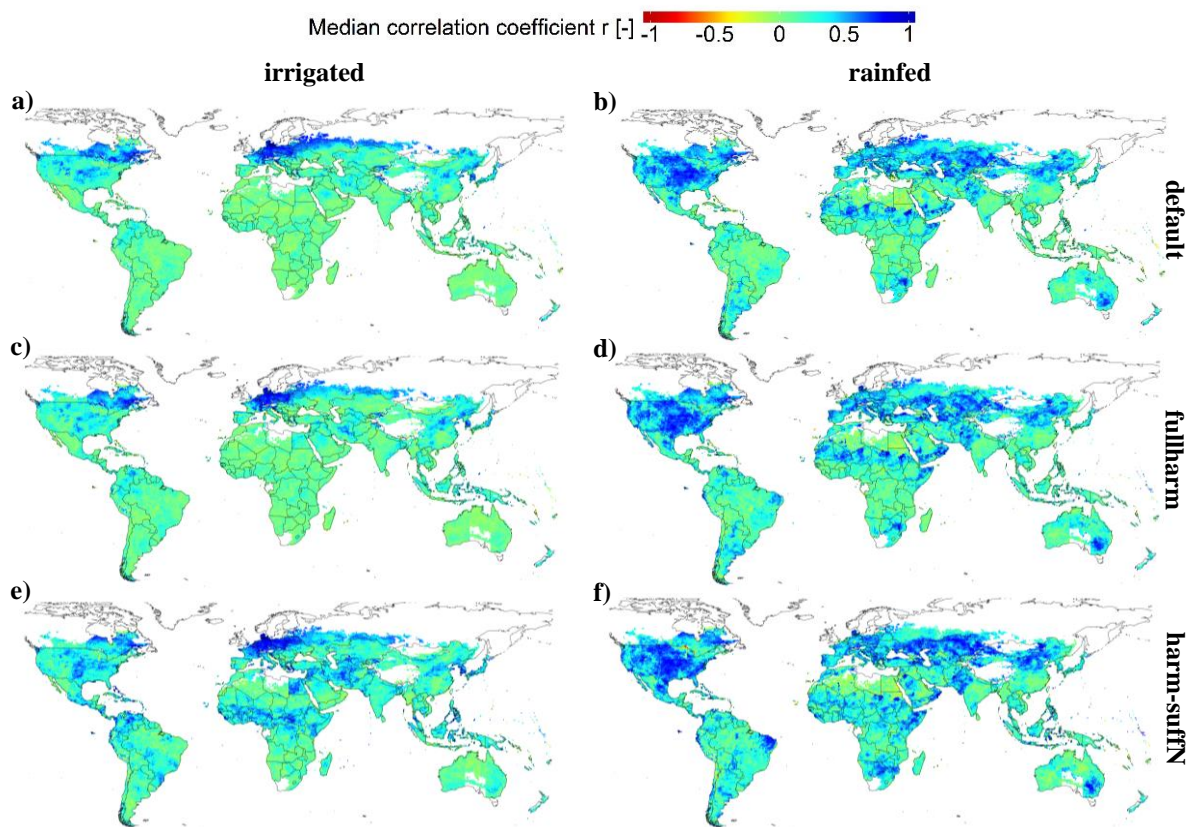 Median correlation coefficient r [-] -1 -0.5 0 0.5 1
irrigated rainfed
a) b)
default
c) d)
fullharm
e) f)
harm-suffN